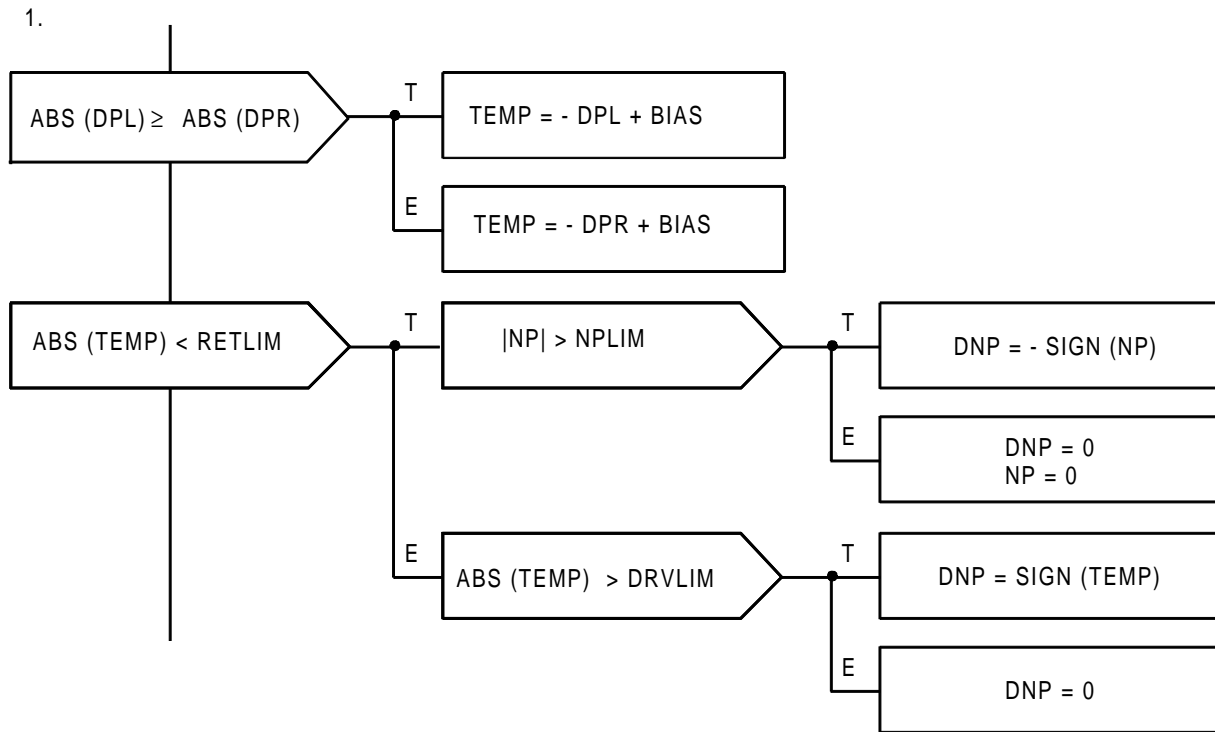 1.
ABS (DPL) ≥ ABS (DPR)
T
TEMP = - DPL + BIAS
E
TEMP = - DPR + BIAS
ABS (TEMP) < RETLIM
T
|NP| > NPLIM
T
DNP = - SIGN (NP)
E
DNP = 0
NP = 0
E
ABS (TEMP) > DRVLIM
T
DNP = SIGN (TEMP)
E
DNP = 0